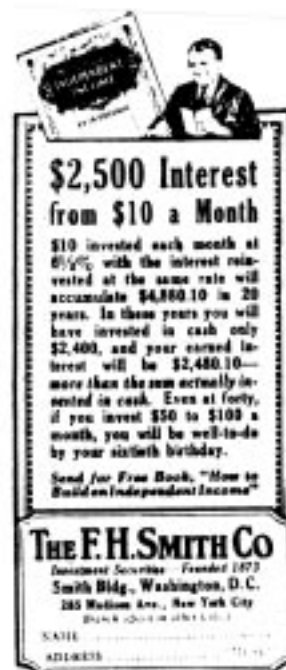 INDEPENDENT
$2,500 Interest
from $10 a Month
$10 invested each month at
6½% with the interest rein-
vested at the same rate will
accumulate $4,880.10 in 20
years. In these years you will
have invested in cash only
$2,400, and your earned in-
terest will be $2,480.10—
more than the sum actually in-
vested in cash. Even at forty,
if you invest $50 to $100 a
month, you will be well-to-do
by your sixtieth birthday.
Send for Free Book, "How to
Build an Independent Income"
THE F. H. SMITH CO
Investment Securities—Founded 1873
Smith Bldg., Washington, D. C.
285 Madison Ave., New York City
NAME
ADDRESS